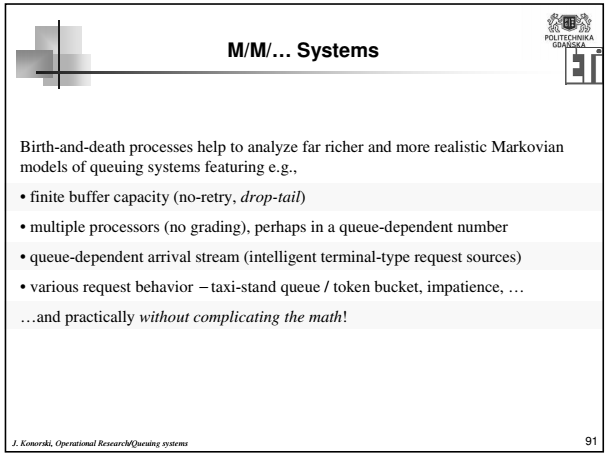 M/M/… Systems
POLITECHNIKA
GDAŃSKA
ETI
Birth-and-death processes help to analyze far richer and more realistic Markovian
models of queuing systems featuring e.g.,
• finite buffer capacity (no-retry, drop-tail)
• multiple processors (no grading), perhaps in a queue-dependent number
• queue-dependent arrival stream (intelligent terminal-type request sources)
• various request behavior – taxi-stand queue / token bucket, impatience, …
…and practically without complicating the math!
J. Konorski, Operational Research/Queuing systems
91